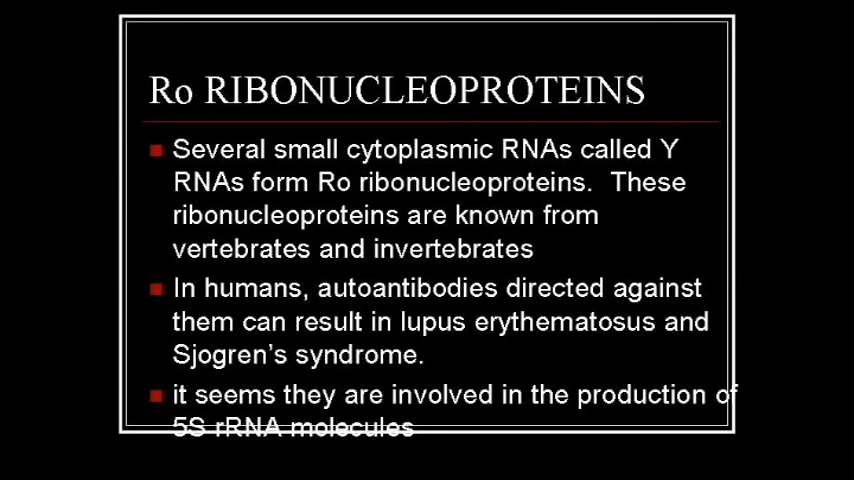 Ro RIBONUCLEOPROTEINS
Several small cytoplasmic RNAs called Y
RNAs form Ro ribonucleoproteins.  These
ribonucleoproteins are known from
vertebrates and invertebrates
In humans, autoantibodies directed against
them can result in lupus erythematosus and
Sjogren’s syndrome.
it seems they are involved in the production of
5S rRNA molecules